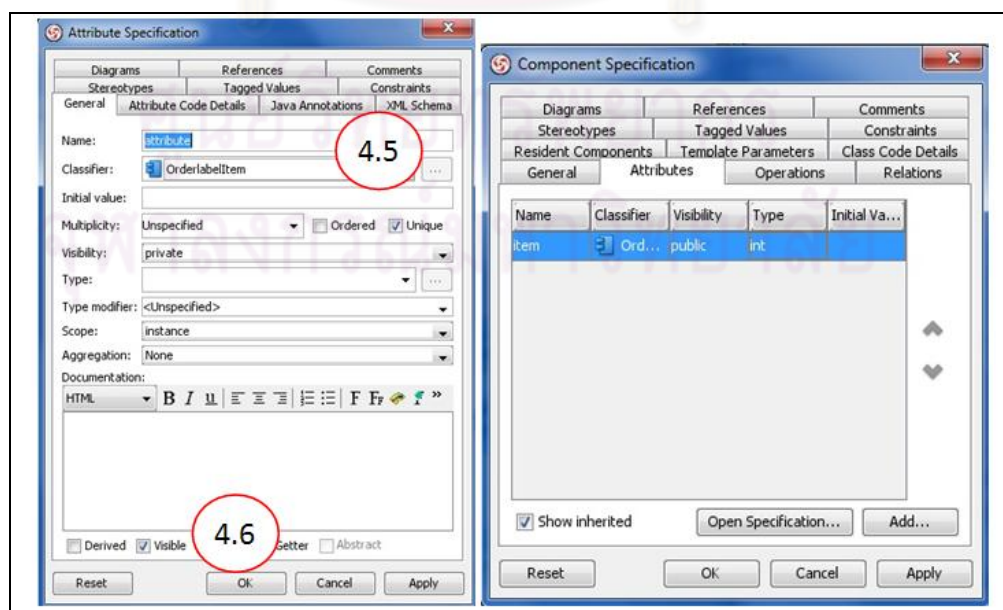 Attribute Specification
Diagrams References Comments
Stereotypes Tagged Values Constraints
General Attribute Code Details Java Annotations XML Schema
Name: attribute
4.5
Classifier: OrderlabelItem ...
Initial value:
Multiplicity: Unspecified Ordered Unique
Visibility: private
Type: ...
Type modifier: <Unspecified>
Scope: instance
Aggregation: None
Documentation:
HTML B I u F »
4.6
Derived Visible Getter Abstract
Reset OK Cancel Apply
Component Specification
Diagrams References Comments
Stereotypes Tagged Values Constraints
Resident Components Template Parameters Class Code Details
General Attributes Operations Relations
Name Classifier Visibility Type Initial Va...
item Ord... public int
Show inherited Open Specification... Add...
Reset OK Cancel Apply